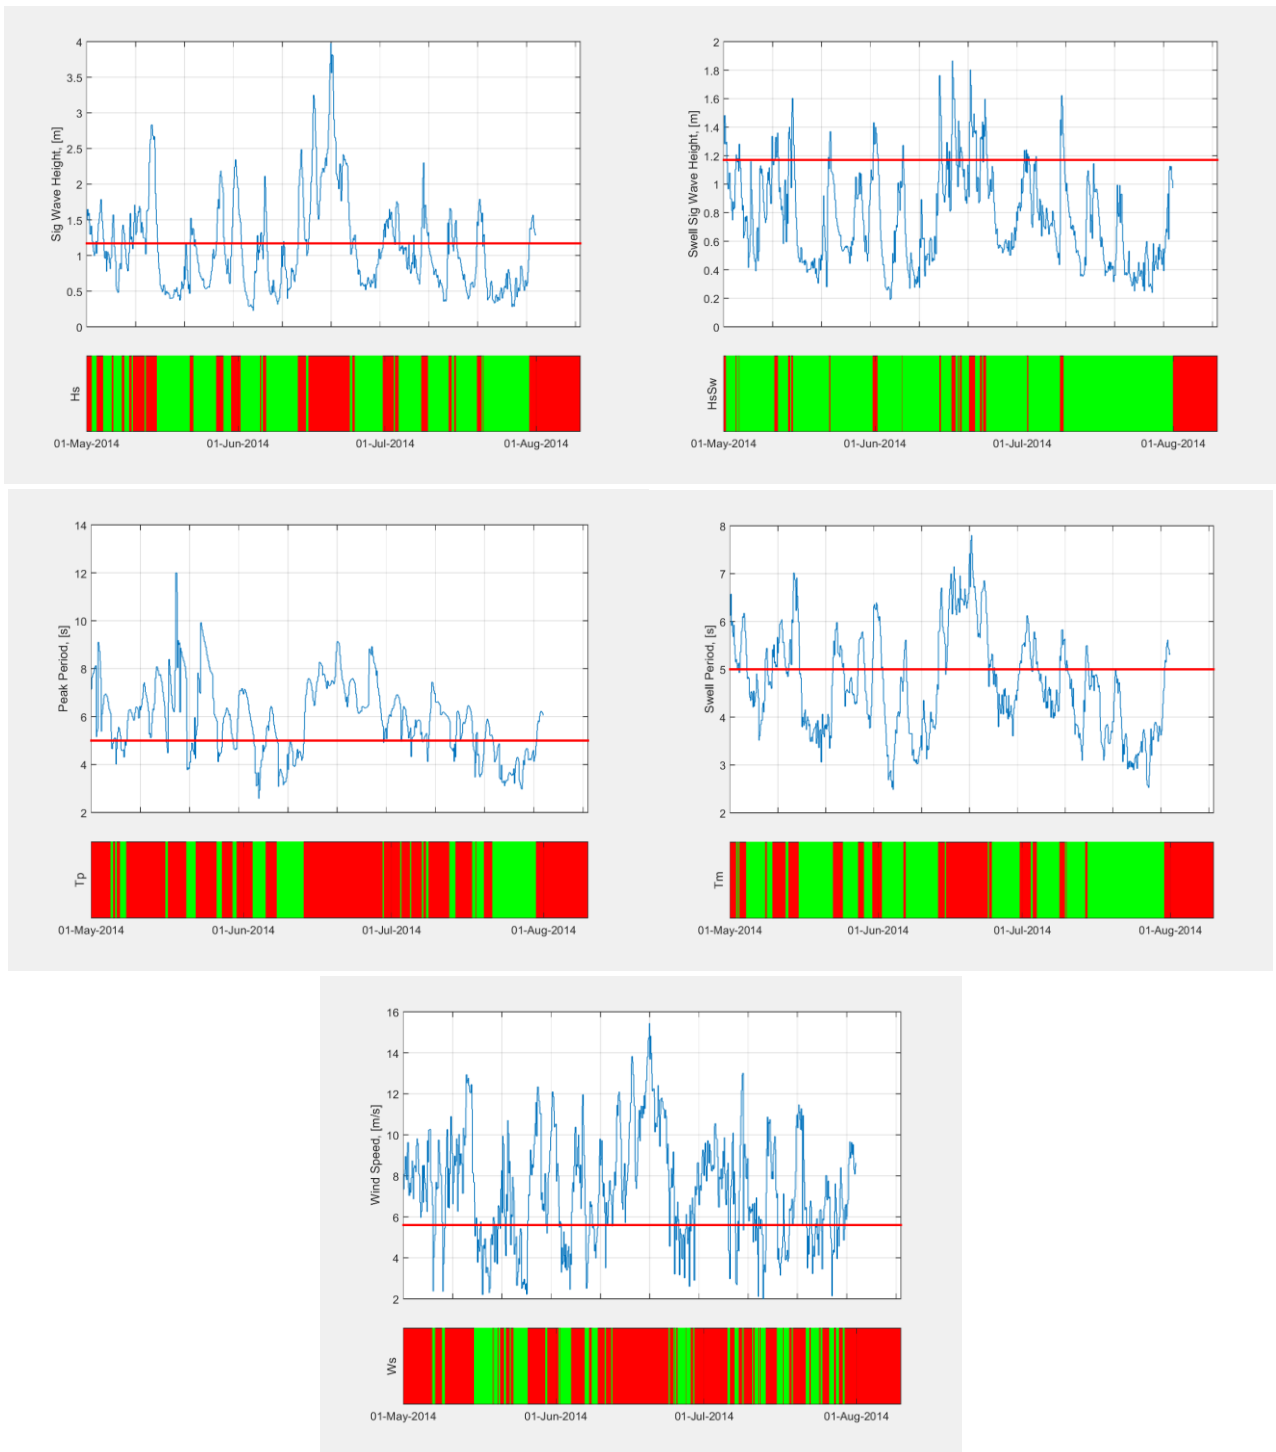 Sig Wave Height, [m]
4
3.5
3
2.5
2
1.5
1
0.5
0
Hs
01-May-2014 01-Jun-2014 01-Jul-2014 01-Aug-2014
Swell Sig Wave Height, [m]
2
1.8
1.6
1.4
1.2
1
0.8
0.6
0.4
0.2
0
HsSw
01-May-2014 01-Jun-2014 01-Jul-2014 01-Aug-2014
Peak Period, [s]
14
12
10
8
6
4
2
Tp
01-May-2014 01-Jun-2014 01-Jul-2014 01-Aug-2014
Swell Period, [s]
8
7
6
5
4
3
2
Tm
01-May-2014 01-Jun-2014 01-Jul-2014 01-Aug-2014
Wind Speed, [m/s]
16
14
12
10
8
6
4
2
Ws
01-May-2014 01-Jun-2014 01-Jul-2014 01-Aug-2014